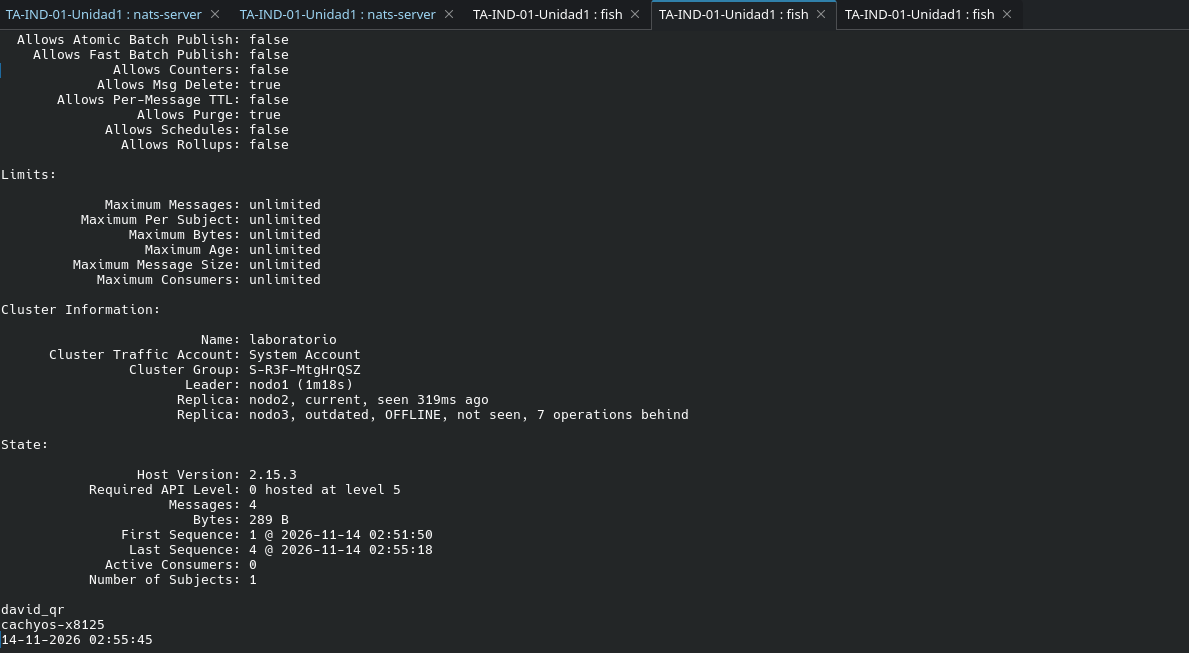 TA-IND-01-Unidad1 : nats-server TA-IND-01-Unidad1 : nats-server TA-IND-01-Unidad1 : fish TA-IND-01-Unidad1 : fish TA-IND-01-Unidad1 : fish
Allows Atomic Batch Publish: false
Allows Fast Batch Publish: false
Allows Counters: false
Allows Msg Delete: true
Allows Per-Message TTL: false
Allows Purge: true
Allows Schedules: false
Allows Rollups: false
Limits:
Maximum Messages: unlimited
Maximum Per Subject: unlimited
Maximum Bytes: unlimited
Maximum Age: unlimited
Maximum Message Size: unlimited
Maximum Consumers: unlimited
Cluster Information:
Name: laboratorio
Cluster Traffic Account: System Account
Cluster Group: S-R3F-MtgHrQSZ
Leader: nodo1 (1m18s)
Replica: nodo2, current, seen 319ms ago
Replica: nodo3, outdated, OFFLINE, not seen, 7 operations behind
State:
Host Version: 2.15.3
Required API Level: 0 hosted at level 5
Messages: 4
Bytes: 289 B
First Sequence: 1 @ 2026-11-14 02:51:50
Last Sequence: 4 @ 2026-11-14 02:55:18
Active Consumers: 0
Number of Subjects: 1
david_qr
cachyos-x8125
14-11-2026 02:55:45